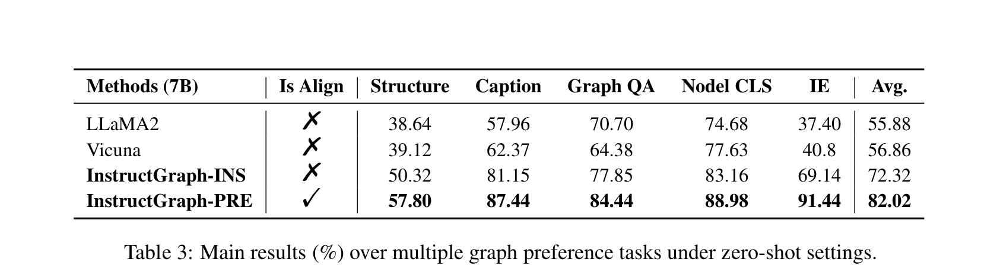 Methods (7B) Is Align Structure Caption Graph QA Nodel CLS IE Avg.
LLaMA2 ✗ 38.64 57.96 70.70 74.68 37.40 55.88
Vicuna ✗ 39.12 62.37 64.38 77.63 40.8 56.86
InstructGraph-INS ✗ 50.32 81.15 77.85 83.16 69.14 72.32
InstructGraph-PRE ✓ 57.80 87.44 84.44 88.98 91.44 82.02
Table 3: Main results (%) over multiple graph preference tasks under zero-shot settings.